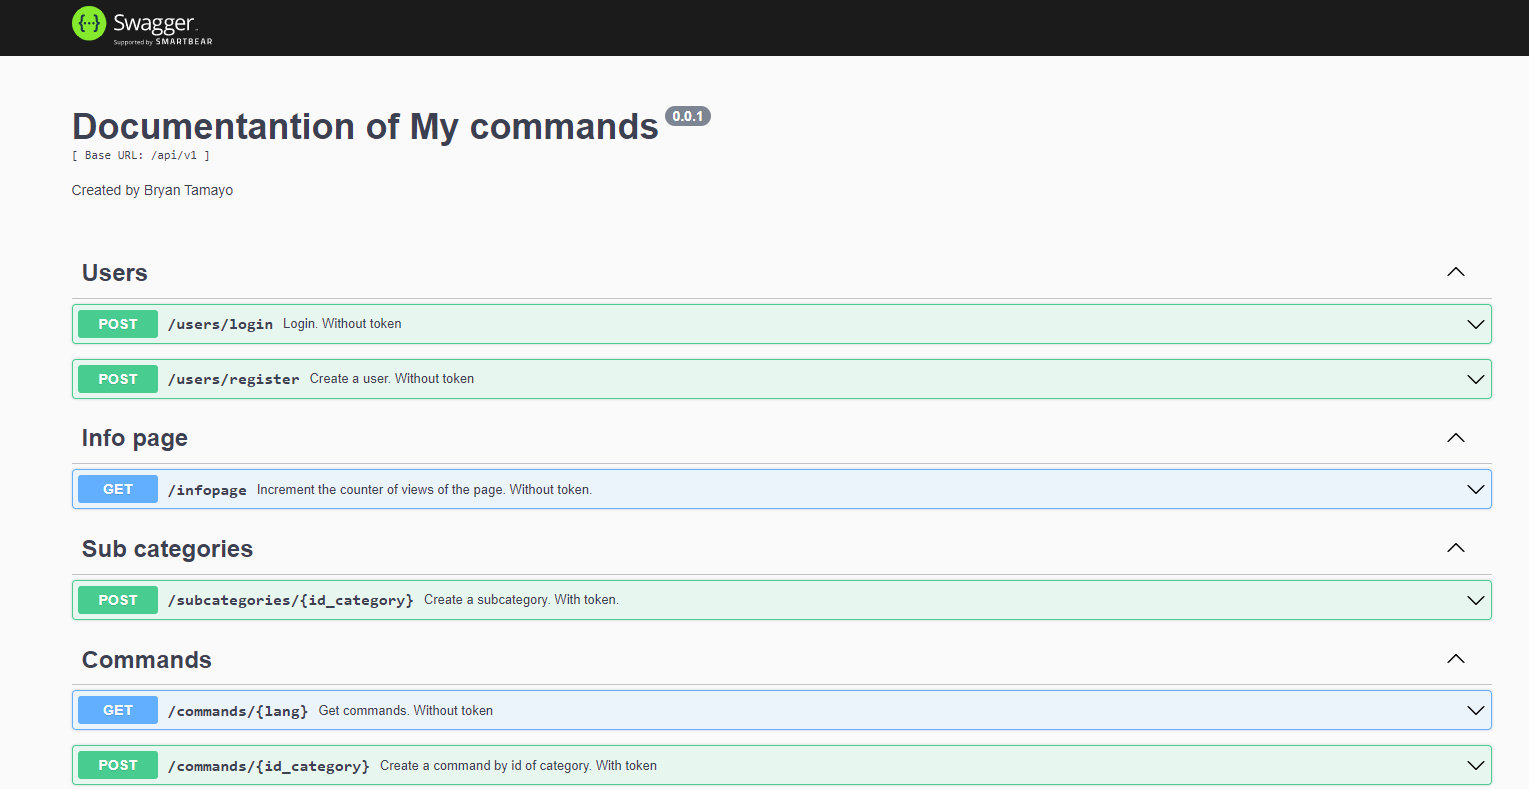 {···} Swagger
Supported by SMARTBEAR
Documentantion of My commands 0.0.1
[ Base URL: /api/v1 ]
Created by Bryan Tamayo
Users
POST /users/login Login. Without token
POST /users/register Create a user. Without token
Info page
GET /infopage Increment the counter of views of the page. Without token.
Sub categories
POST /subcategories/{id_category} Create a subcategory. With token.
Commands
GET /commands/{lang} Get commands. Without token
POST /commands/{id_category} Create a command by id of category. With token